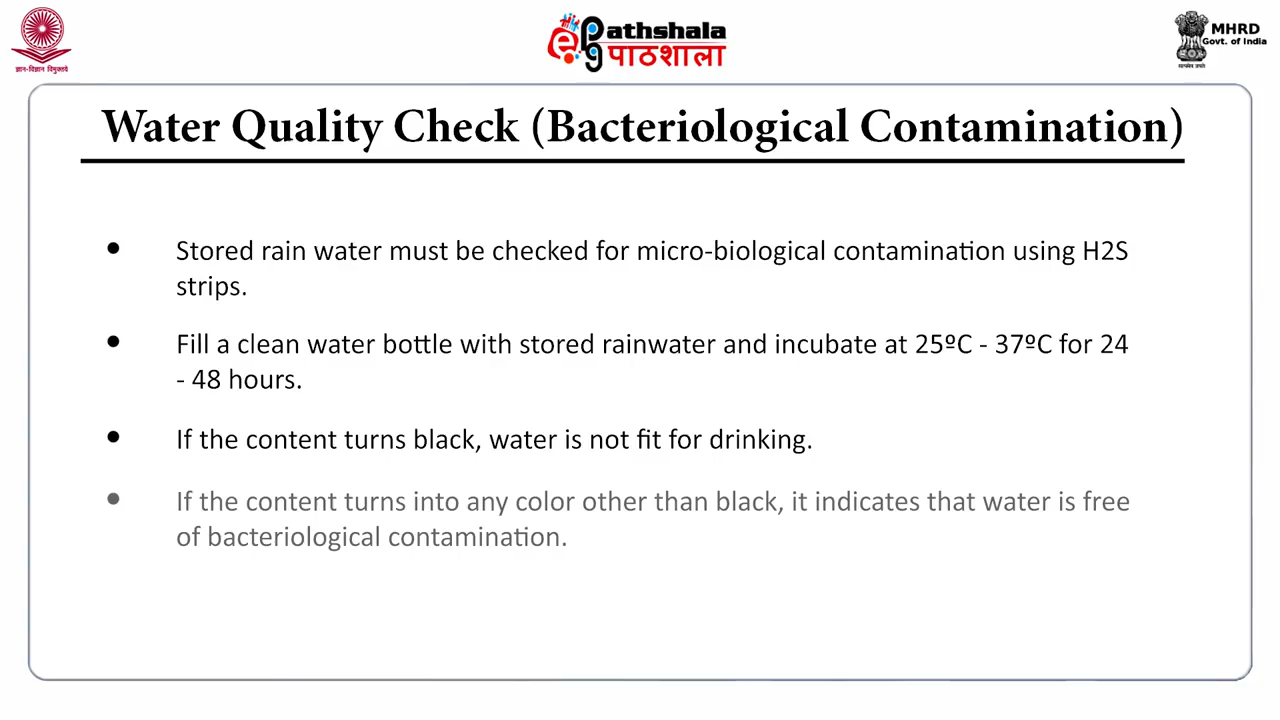 ज्ञान-विज्ञान विमुक्तये
ePG Pathshala
पाठशाला
MHRD
Govt. of India
सत्यमेव जयते
Water Quality Check (Bacteriological Contamination)
• Stored rain water must be checked for micro-biological contamination using H2S
strips.
• Fill a clean water bottle with stored rainwater and incubate at 25ºC - 37ºC for 24
- 48 hours.
• If the content turns black, water is not fit for drinking.
• If the content turns into any color other than black, it indicates that water is free
of bacteriological contamination.